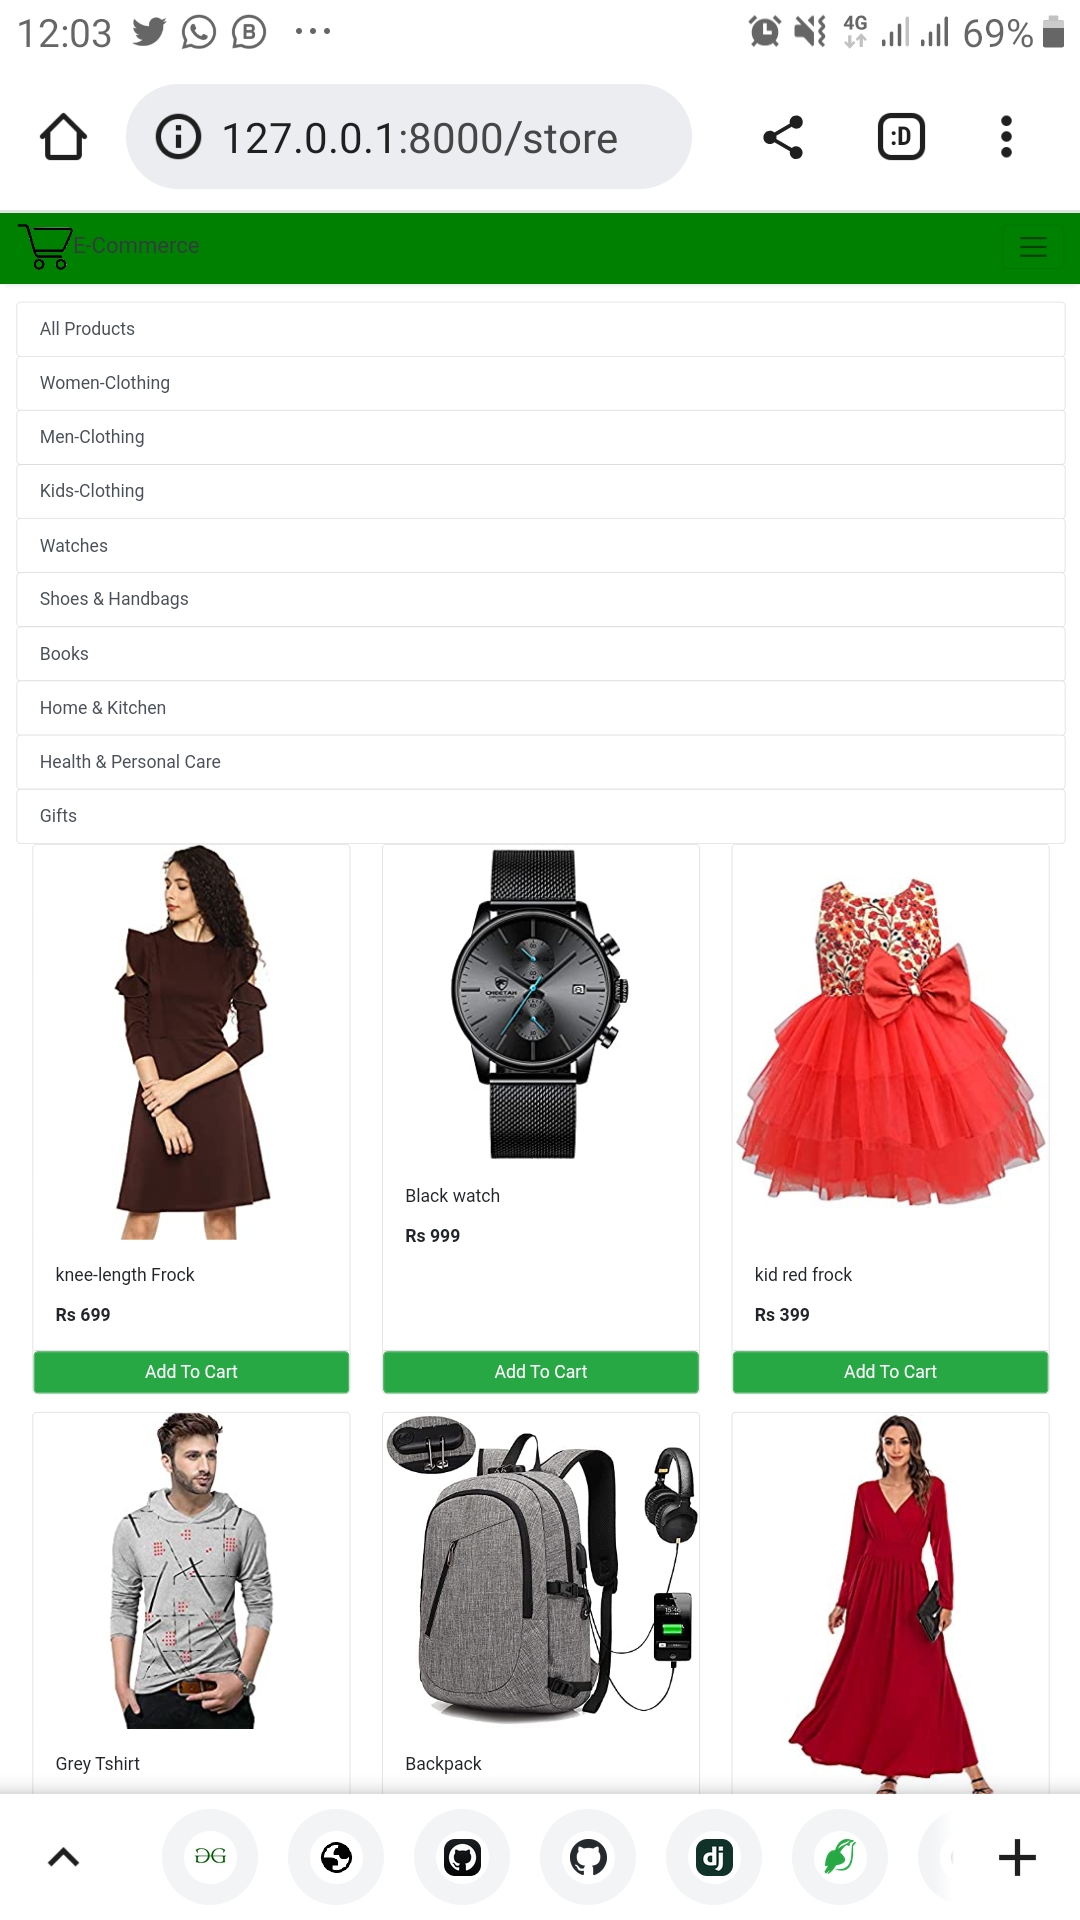 12:03
4G
69%
127.0.0.1:8000/store
:D
E-Commerce
All Products
Women-Clothing
Men-Clothing
Kids-Clothing
Watches
Shoes & Handbags
Books
Home & Kitchen
Health & Personal Care
Gifts
CHEETAH
knee-length Frock
Rs 699
Black watch
Rs 999
kid red frock
Rs 399
Add To Cart
Add To Cart
Add To Cart
Grey Tshirt
Backpack
dj